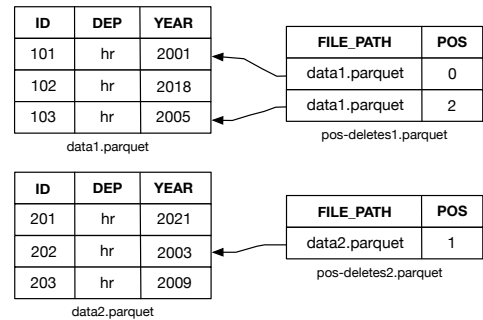 ID DEP YEAR
101 hr 2001
102 hr 2018
103 hr 2005
data1.parquet
FILE_PATH POS
data1.parquet 0
data1.parquet 2
pos-deletes1.parquet
ID DEP YEAR
201 hr 2021
202 hr 2003
203 hr 2009
data2.parquet
FILE_PATH POS
data2.parquet 1
pos-deletes2.parquet